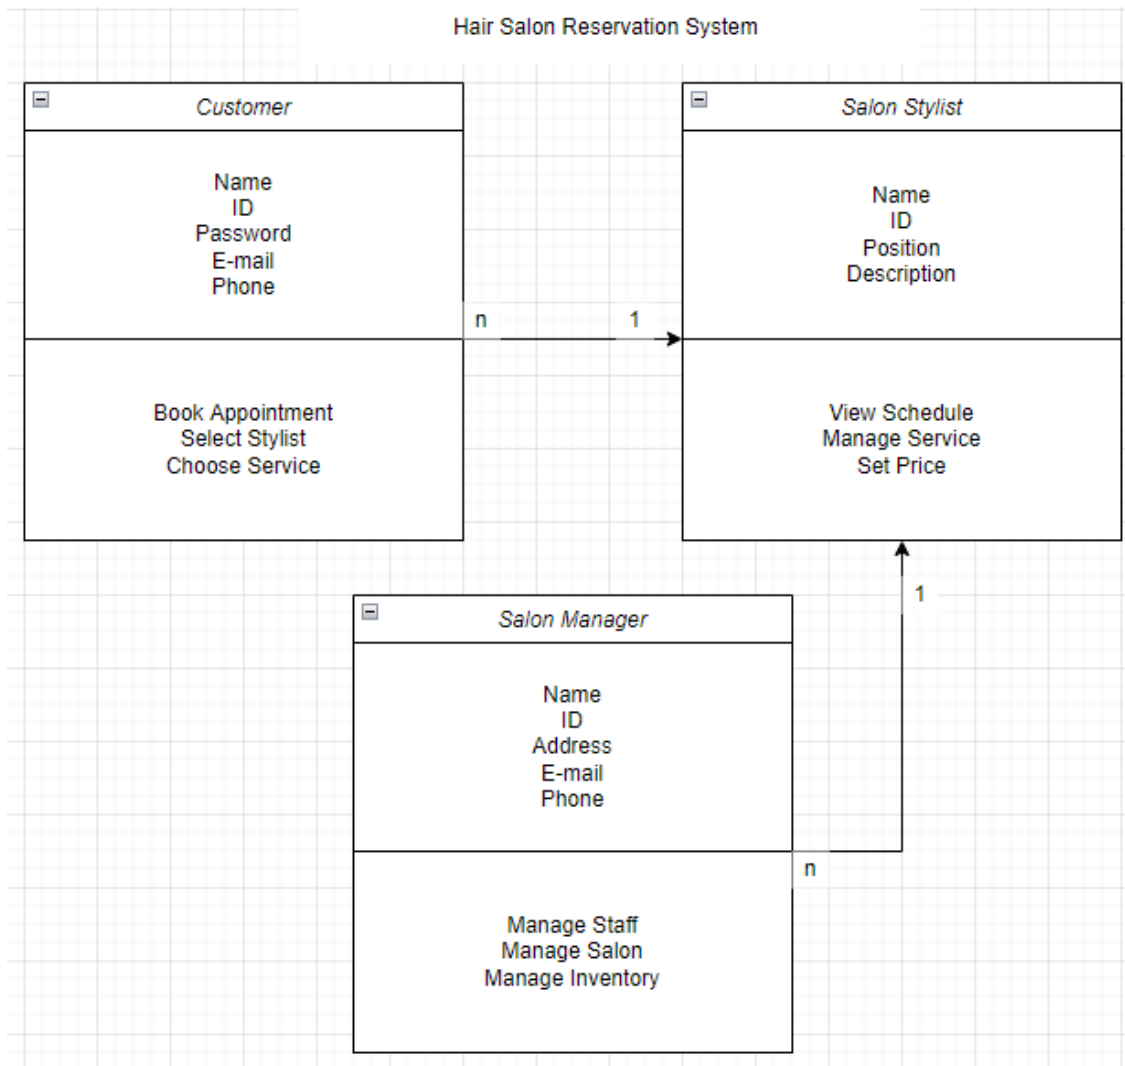 Hair Salon Reservation System
Customer
Name
ID
Password
E-mail
Phone
Book Appointment
Select Stylist
Choose Service
n
1
Salon Stylist
Name
ID
Position
Description
View Schedule
Manage Service
Set Price
1
Salon Manager
Name
ID
Address
E-mail
Phone
n
Manage Staff
Manage Salon
Manage Inventory